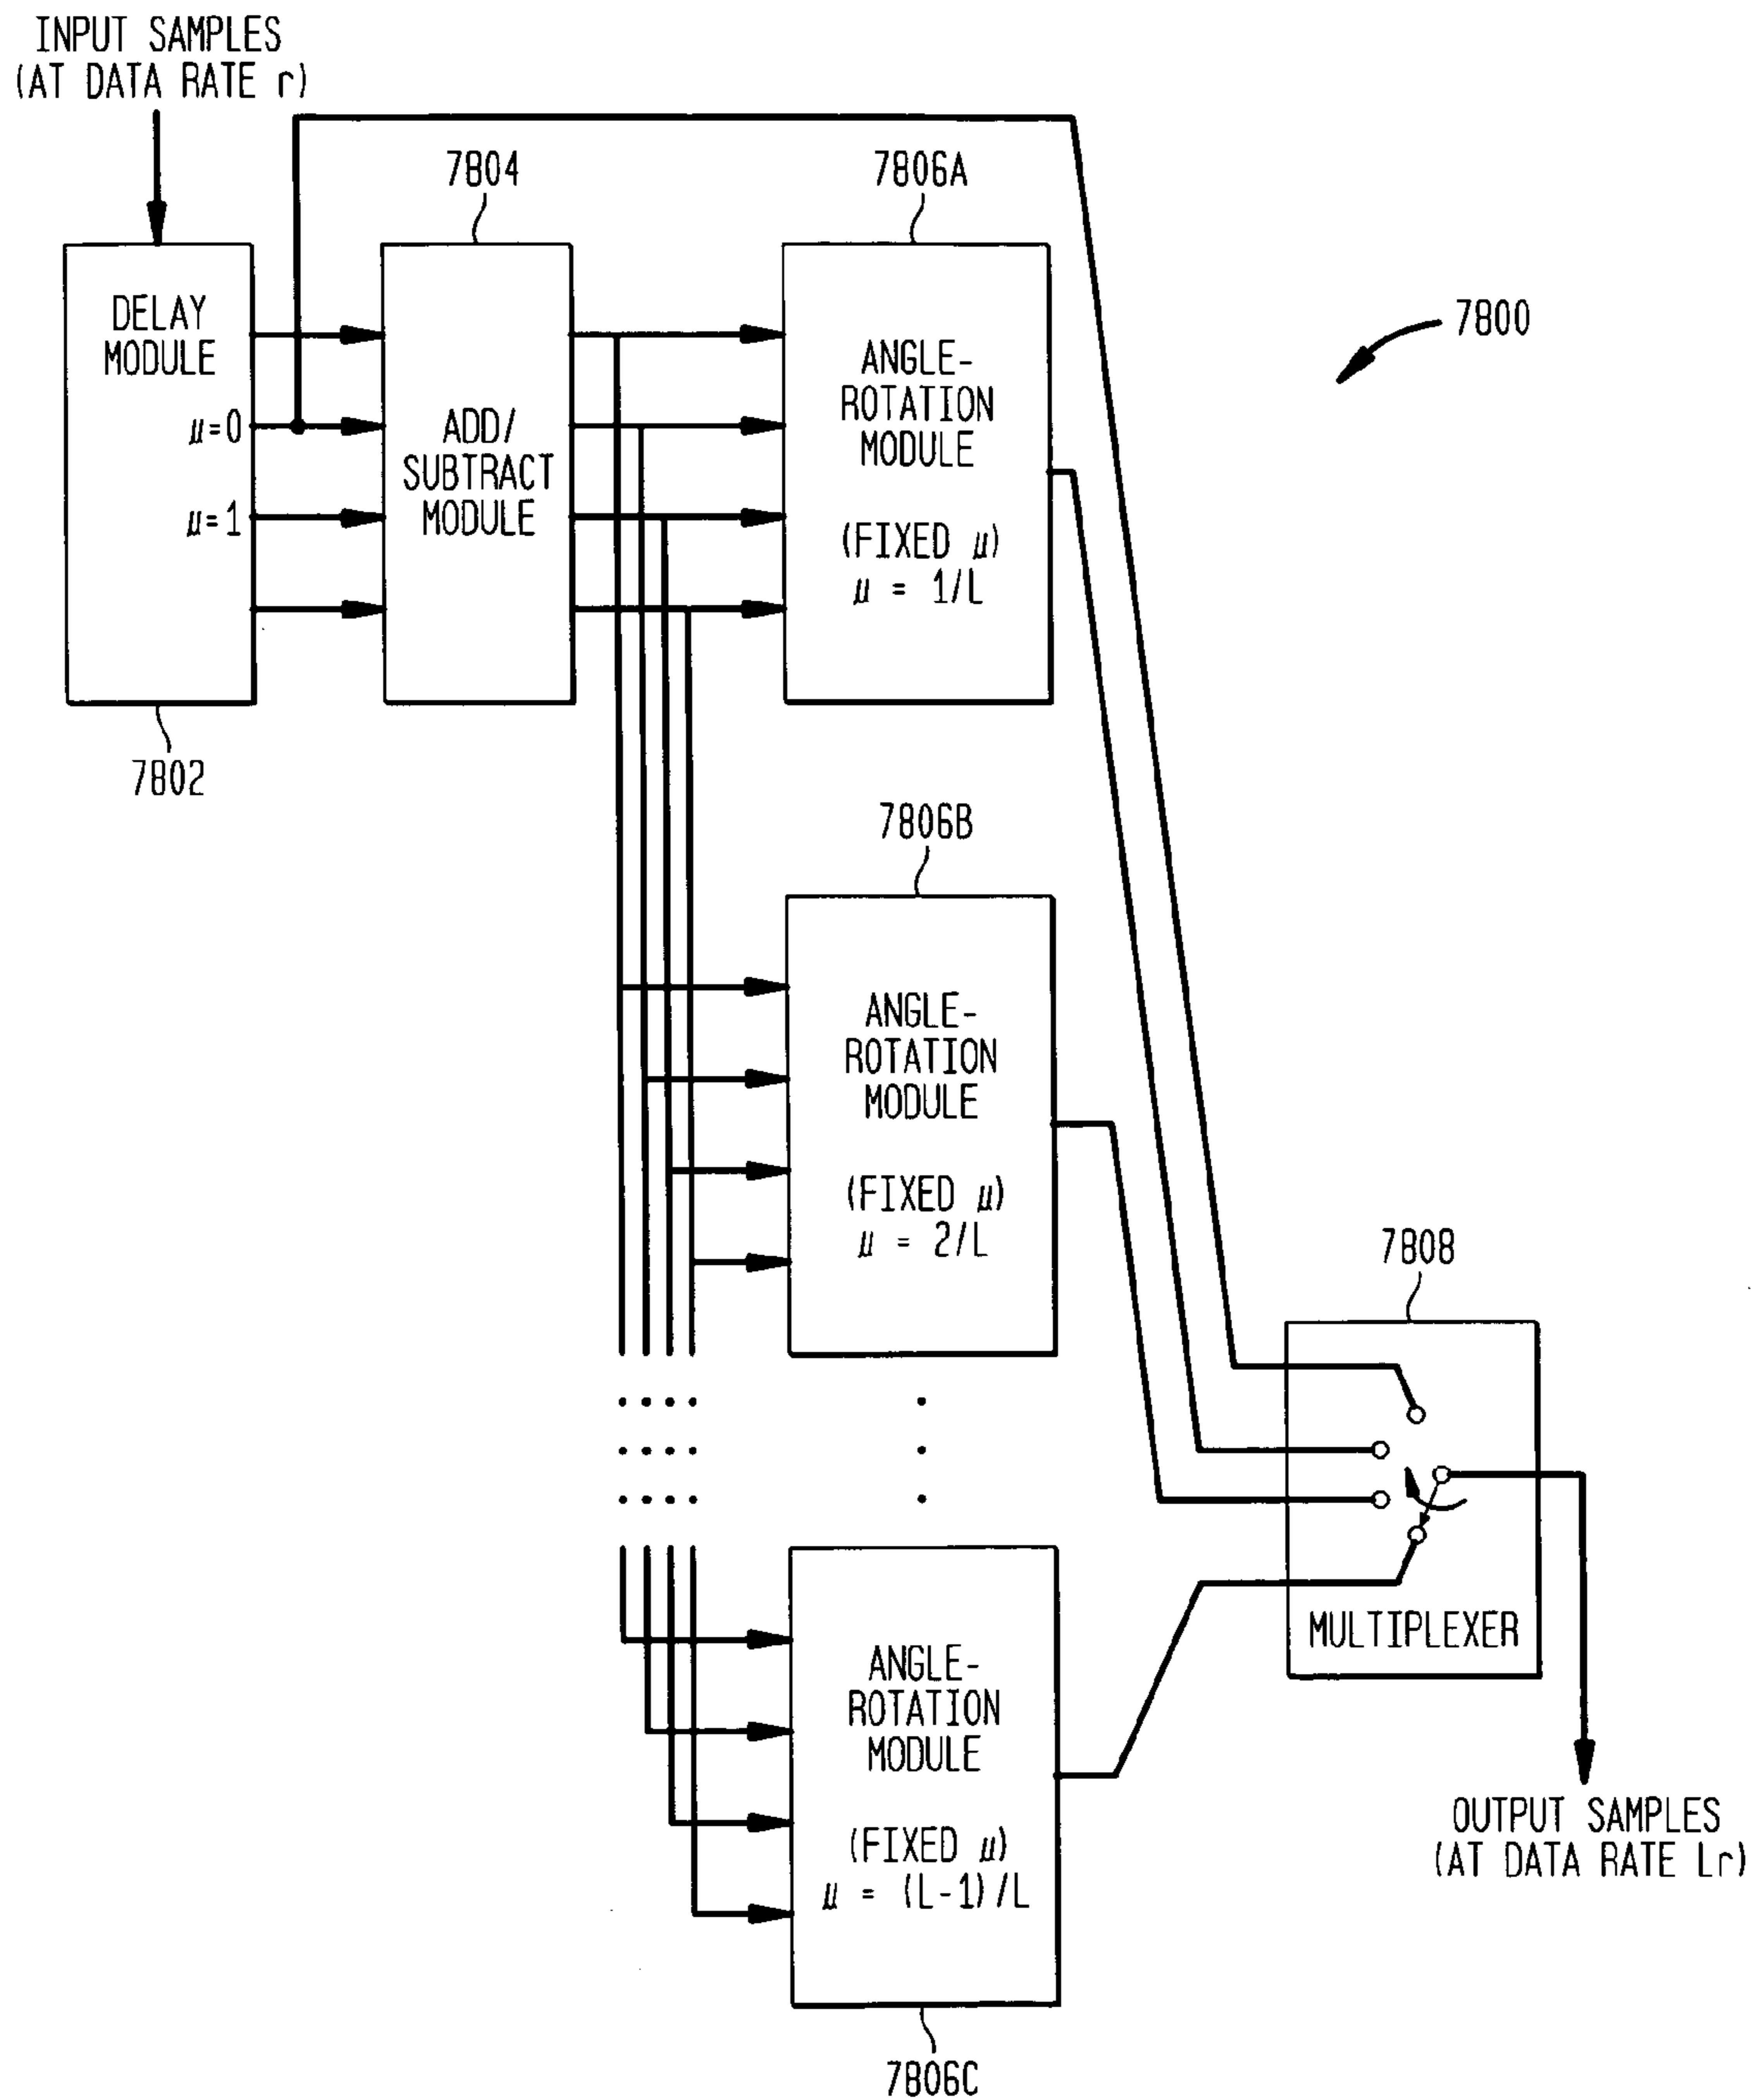 INPUT SAMPLES
(AT DATA RATE r)
7804
7806A
7800
DELAY
MODULE
μ=0
μ=1
ADD/
SUBTRACT
MODULE
ANGLE-
ROTATION
MODULE
(FIXED μ)
μ = 1/L
7802
7806B
ANGLE-
ROTATION
MODULE
(FIXED μ)
μ = 2/L
7808
MULTIPLEXER
ANGLE-
ROTATION
MODULE
(FIXED μ)
μ = (L-1)/L
OUTPUT SAMPLES
(AT DATA RATE Lr)
7806C